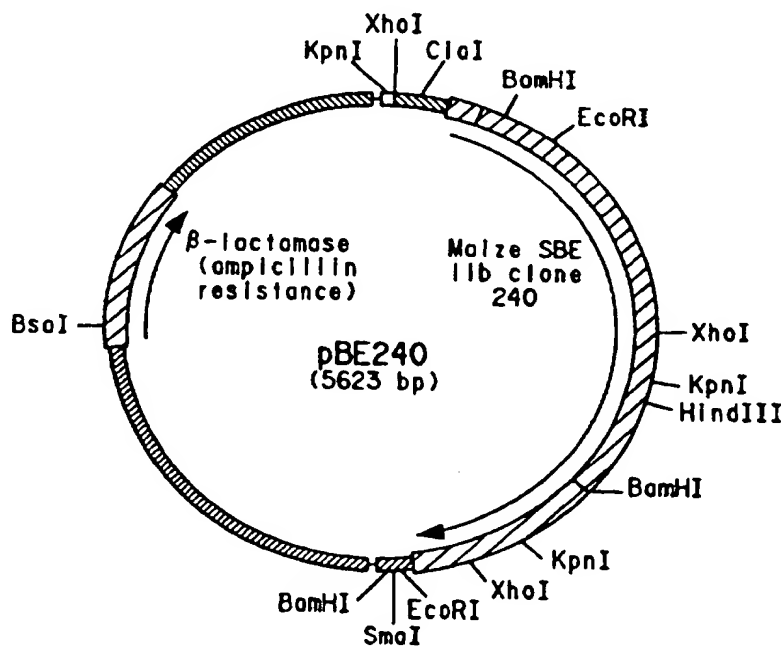 XhoI
KpnI
ClaI
BamHI
EcoRI
β-lactamase
(ampicillin
resistance)
Maize SBE
IIb clone
240
BsaI
pBE240
(5623 bp)
XhoI
KpnI
HindIII
BamHI
KpnI
XhoI
BamHI
EcoRI
SmaI